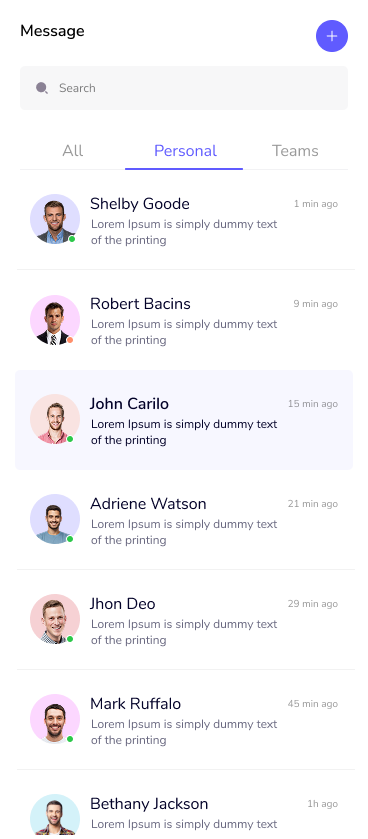 Message
Search
All Personal Teams
Shelby Goode 1 min ago
Lorem Ipsum is simply dummy text
of the printing
Robert Bacins 9 min ago
Lorem Ipsum is simply dummy text
of the printing
John Carilo 15 min ago
Lorem Ipsum is simply dummy text
of the printing
Adriene Watson 21 min ago
Lorem Ipsum is simply dummy text
of the printing
Jhon Deo 29 min ago
Lorem Ipsum is simply dummy text
of the printing
Mark Ruffalo 45 min ago
Lorem Ipsum is simply dummy text
of the printing
Bethany Jackson 1h ago
Lorem Ipsum is simply dummy text